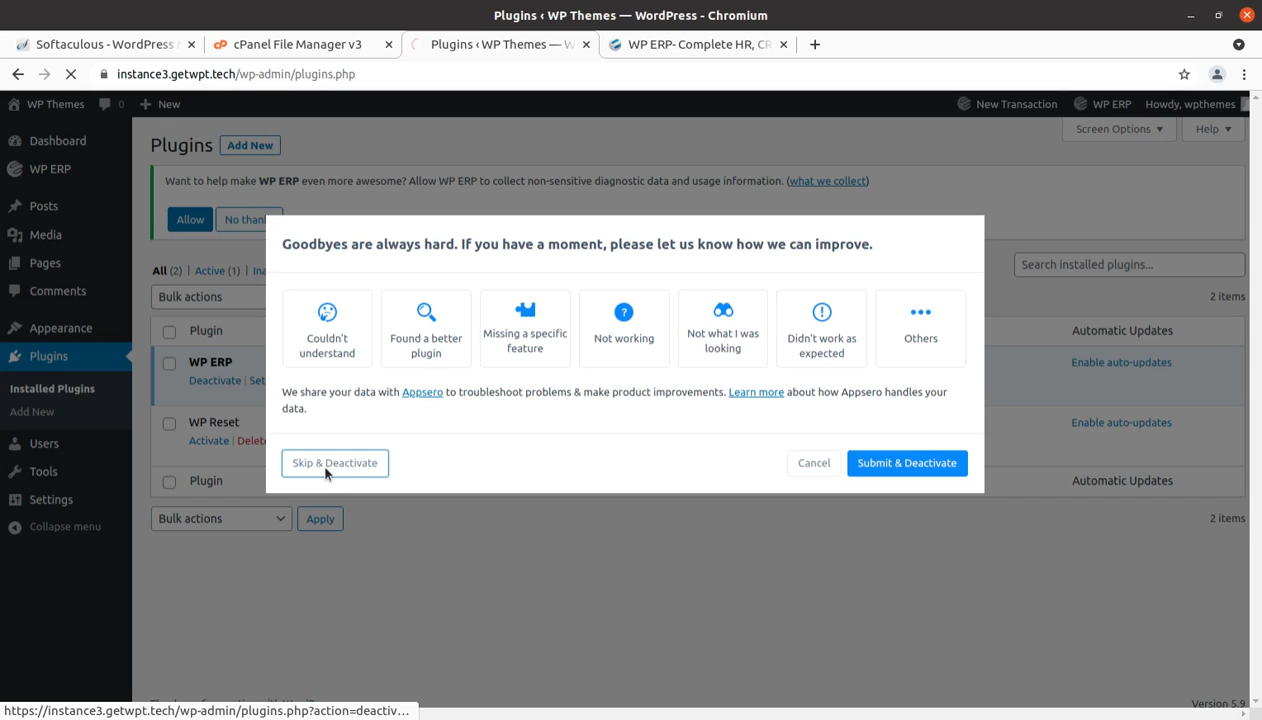 Plugins ‹ WP Themes — WordPress - Chromium
Softaculous - WordPress
cPanel File Manager v3
Plugins ‹ WP Themes — W
WP ERP- Complete HR, CR
instance3.getwpt.tech/wp-admin/plugins.php
WP Themes
0
New
New Transaction
WP ERP
Howdy, wpthemes
Dashboard
WP ERP
Posts
Media
Pages
Comments
Appearance
Plugins
Installed Plugins
Add New
Users
Tools
Settings
Collapse menu
Plugins
Add New
Screen Options
Help
Want to help make WP ERP even more awesome? Allow WP ERP to collect non-sensitive diagnostic data and usage information. (what we collect)
Allow
No thank
All (2) | Active (1) | Ina
Search installed plugins...
Bulk actions
2 items
Plugin
Automatic Updates
WP ERP
Deactivate | Set
Enable auto-updates
WP Reset
Activate | Delete
Enable auto-updates
Plugin
Automatic Updates
Bulk actions
Apply
2 items
Goodbyes are always hard. If you have a moment, please let us know how we can improve.
Couldn't
understand
Found a better
plugin
Missing a specific
feature
Not working
Not what I was
looking
Didn't work as
expected
Others
We share your data with Appsero to troubleshoot problems & make product improvements. Learn more about how Appsero handles your
data.
Skip & Deactivate
Cancel
Submit & Deactivate
Version 5.9
https://instance3.getwpt.tech/wp-admin/plugins.php?action=deactiv...